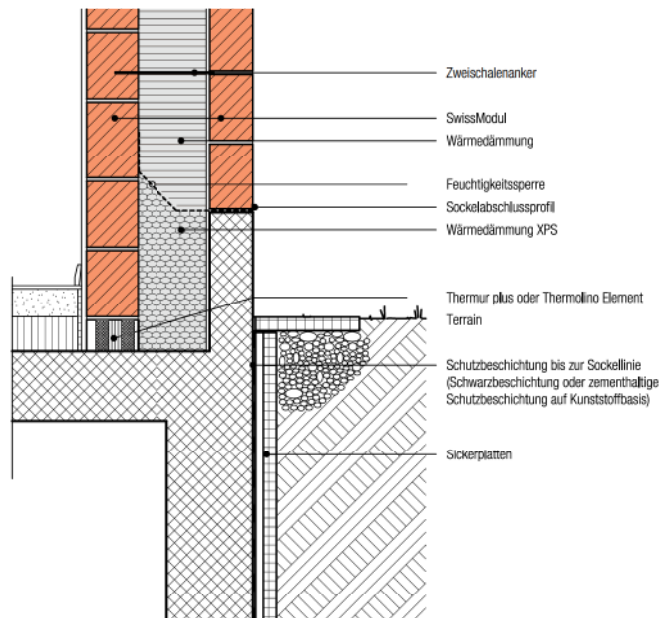 Zweischalenanker
SwissModul
Wärmedämmung
Feuchtigkeitssperre
Sockelabschlussprofil
Wärmedämmung XPS
Thermur plus oder Thermolino Element
Terrain
Schutzbeschichtung bis zur Sockellinie
(Schwarzbeschichtung oder zementhaltige
Schutzbeschichtung auf Kunststoffbasis)
Sickerplatten